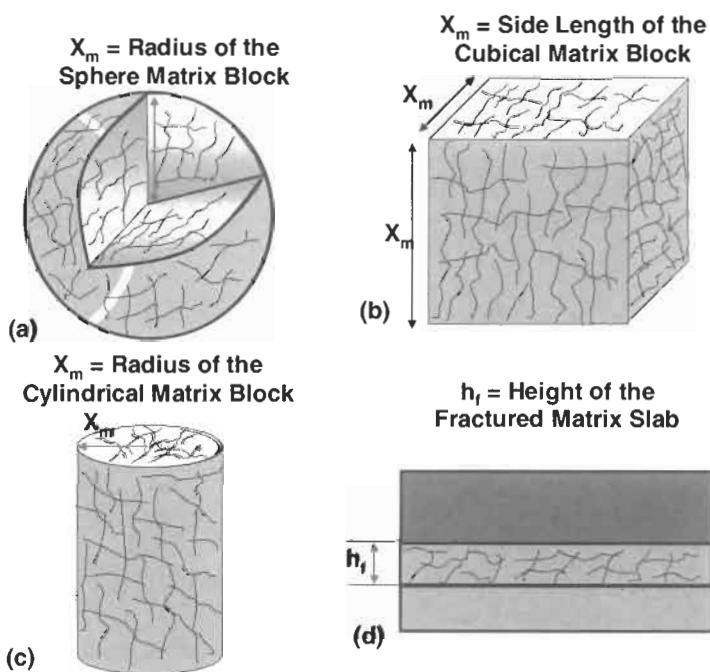 X_m = Radius of the
Sphere Matrix Block
(a)
X_m = Side Length of the
Cubical Matrix Block
X_m
X_m
(b)
X_m = Radius of the
Cylindrical Matrix Block
X_m
(c)
h_f = Height of the
Fractured Matrix Slab
h_f
(d)